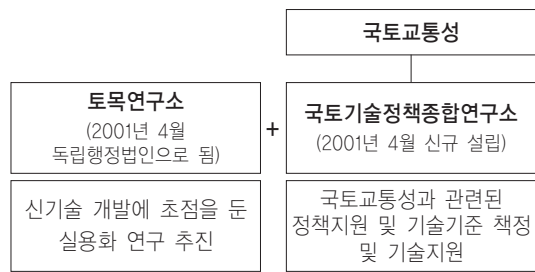 국토교통성
토목연구소
(2001년 4월
독립행정법인으로 됨)
+
국토기술정책종합연구소
(2001년 4월 신규 설립)
신기술 개발에 초점을 둔
실용화 연구 추진
국토교통성과 관련된
정책지원 및 기술기준 책정
및 기술지원